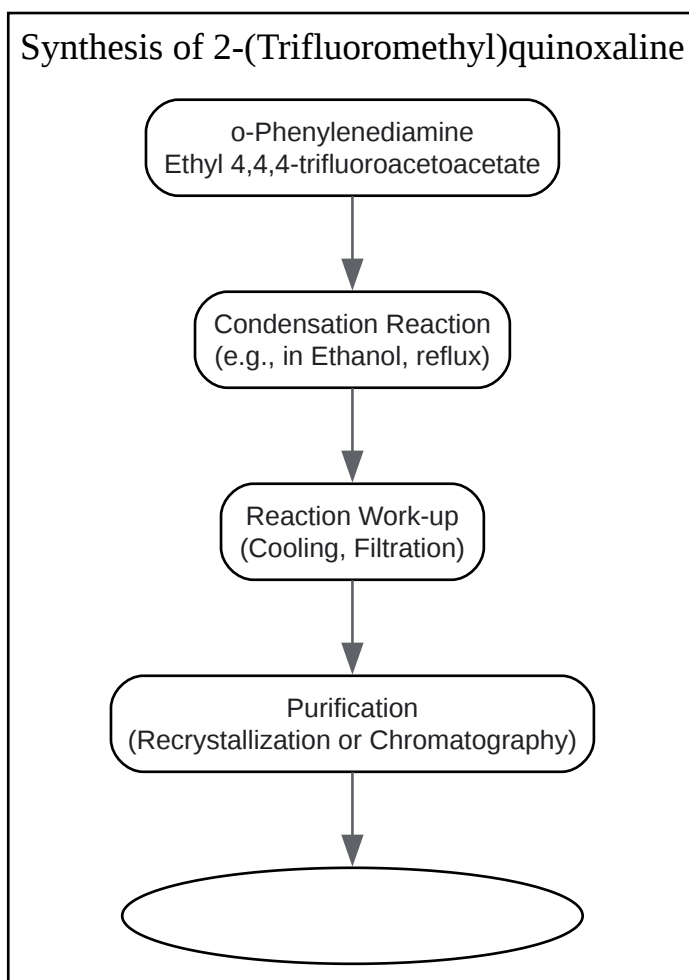 Synthesis of 2-(Trifluoromethyl)quinoxaline
o-Phenylenediamine
Ethyl 4,4,4-trifluoroacetoacetate
Condensation Reaction
(e.g., in Ethanol, reflux)
Reaction Work-up
(Cooling, Filtration)
Purification
(Recrystallization or Chromatography)